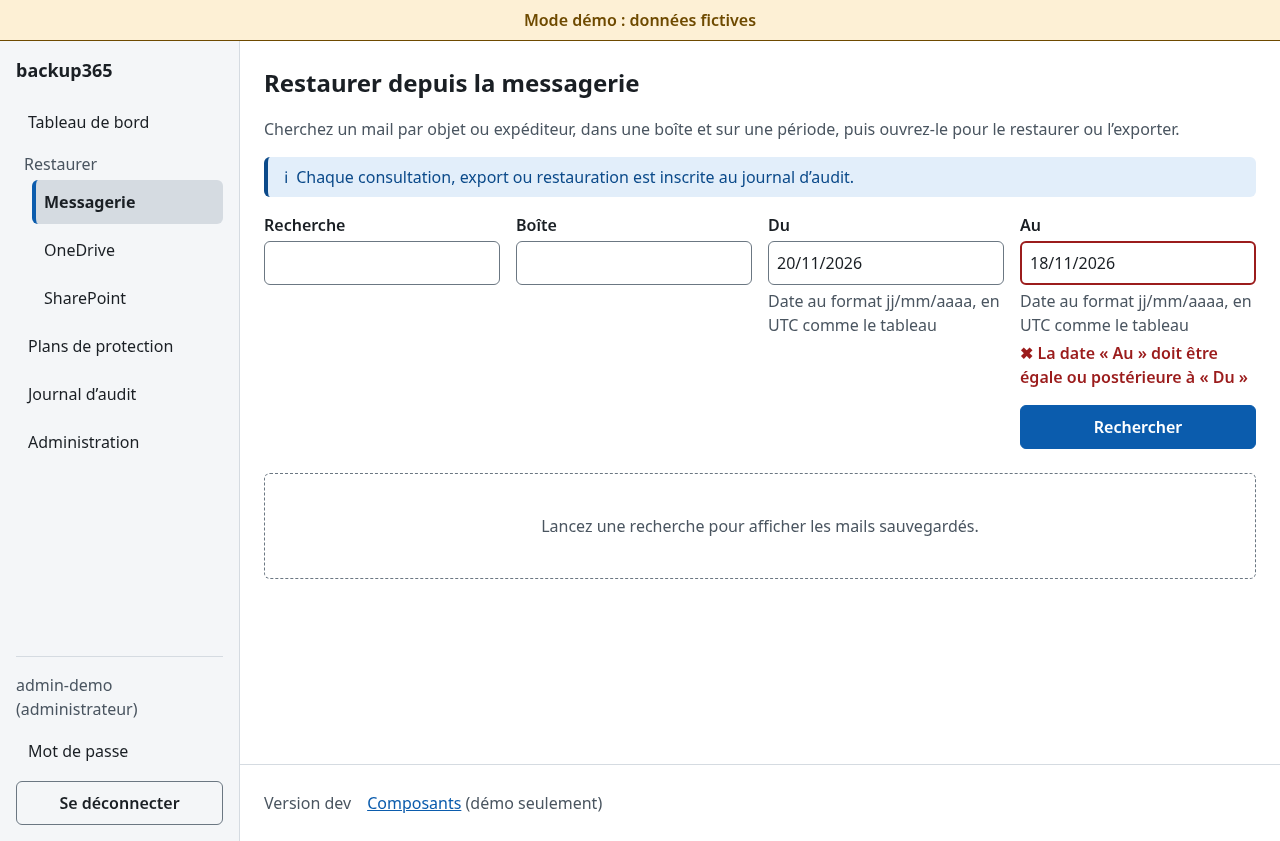 Mode démo : données fictives
backup365
Tableau de bord
Restaurer
Messagerie
OneDrive
SharePoint
Plans de protection
Journal d’audit
Administration
admin-demo
(administrateur)
Mot de passe
Se déconnecter
Restaurer depuis la messagerie
Cherchez un mail par objet ou expéditeur, dans une boîte et sur une période, puis ouvrez-le pour le restaurer ou l’exporter.
i Chaque consultation, export ou restauration est inscrite au journal d’audit.
Recherche
Boîte
Du
20/11/2026
Date au format jj/mm/aaaa, en
UTC comme le tableau
Au
18/11/2026
Date au format jj/mm/aaaa, en
UTC comme le tableau
✖ La date « Au » doit être
égale ou postérieure à « Du »
Rechercher
Lancez une recherche pour afficher les mails sauvegardés.
Version dev Composants (démo seulement)